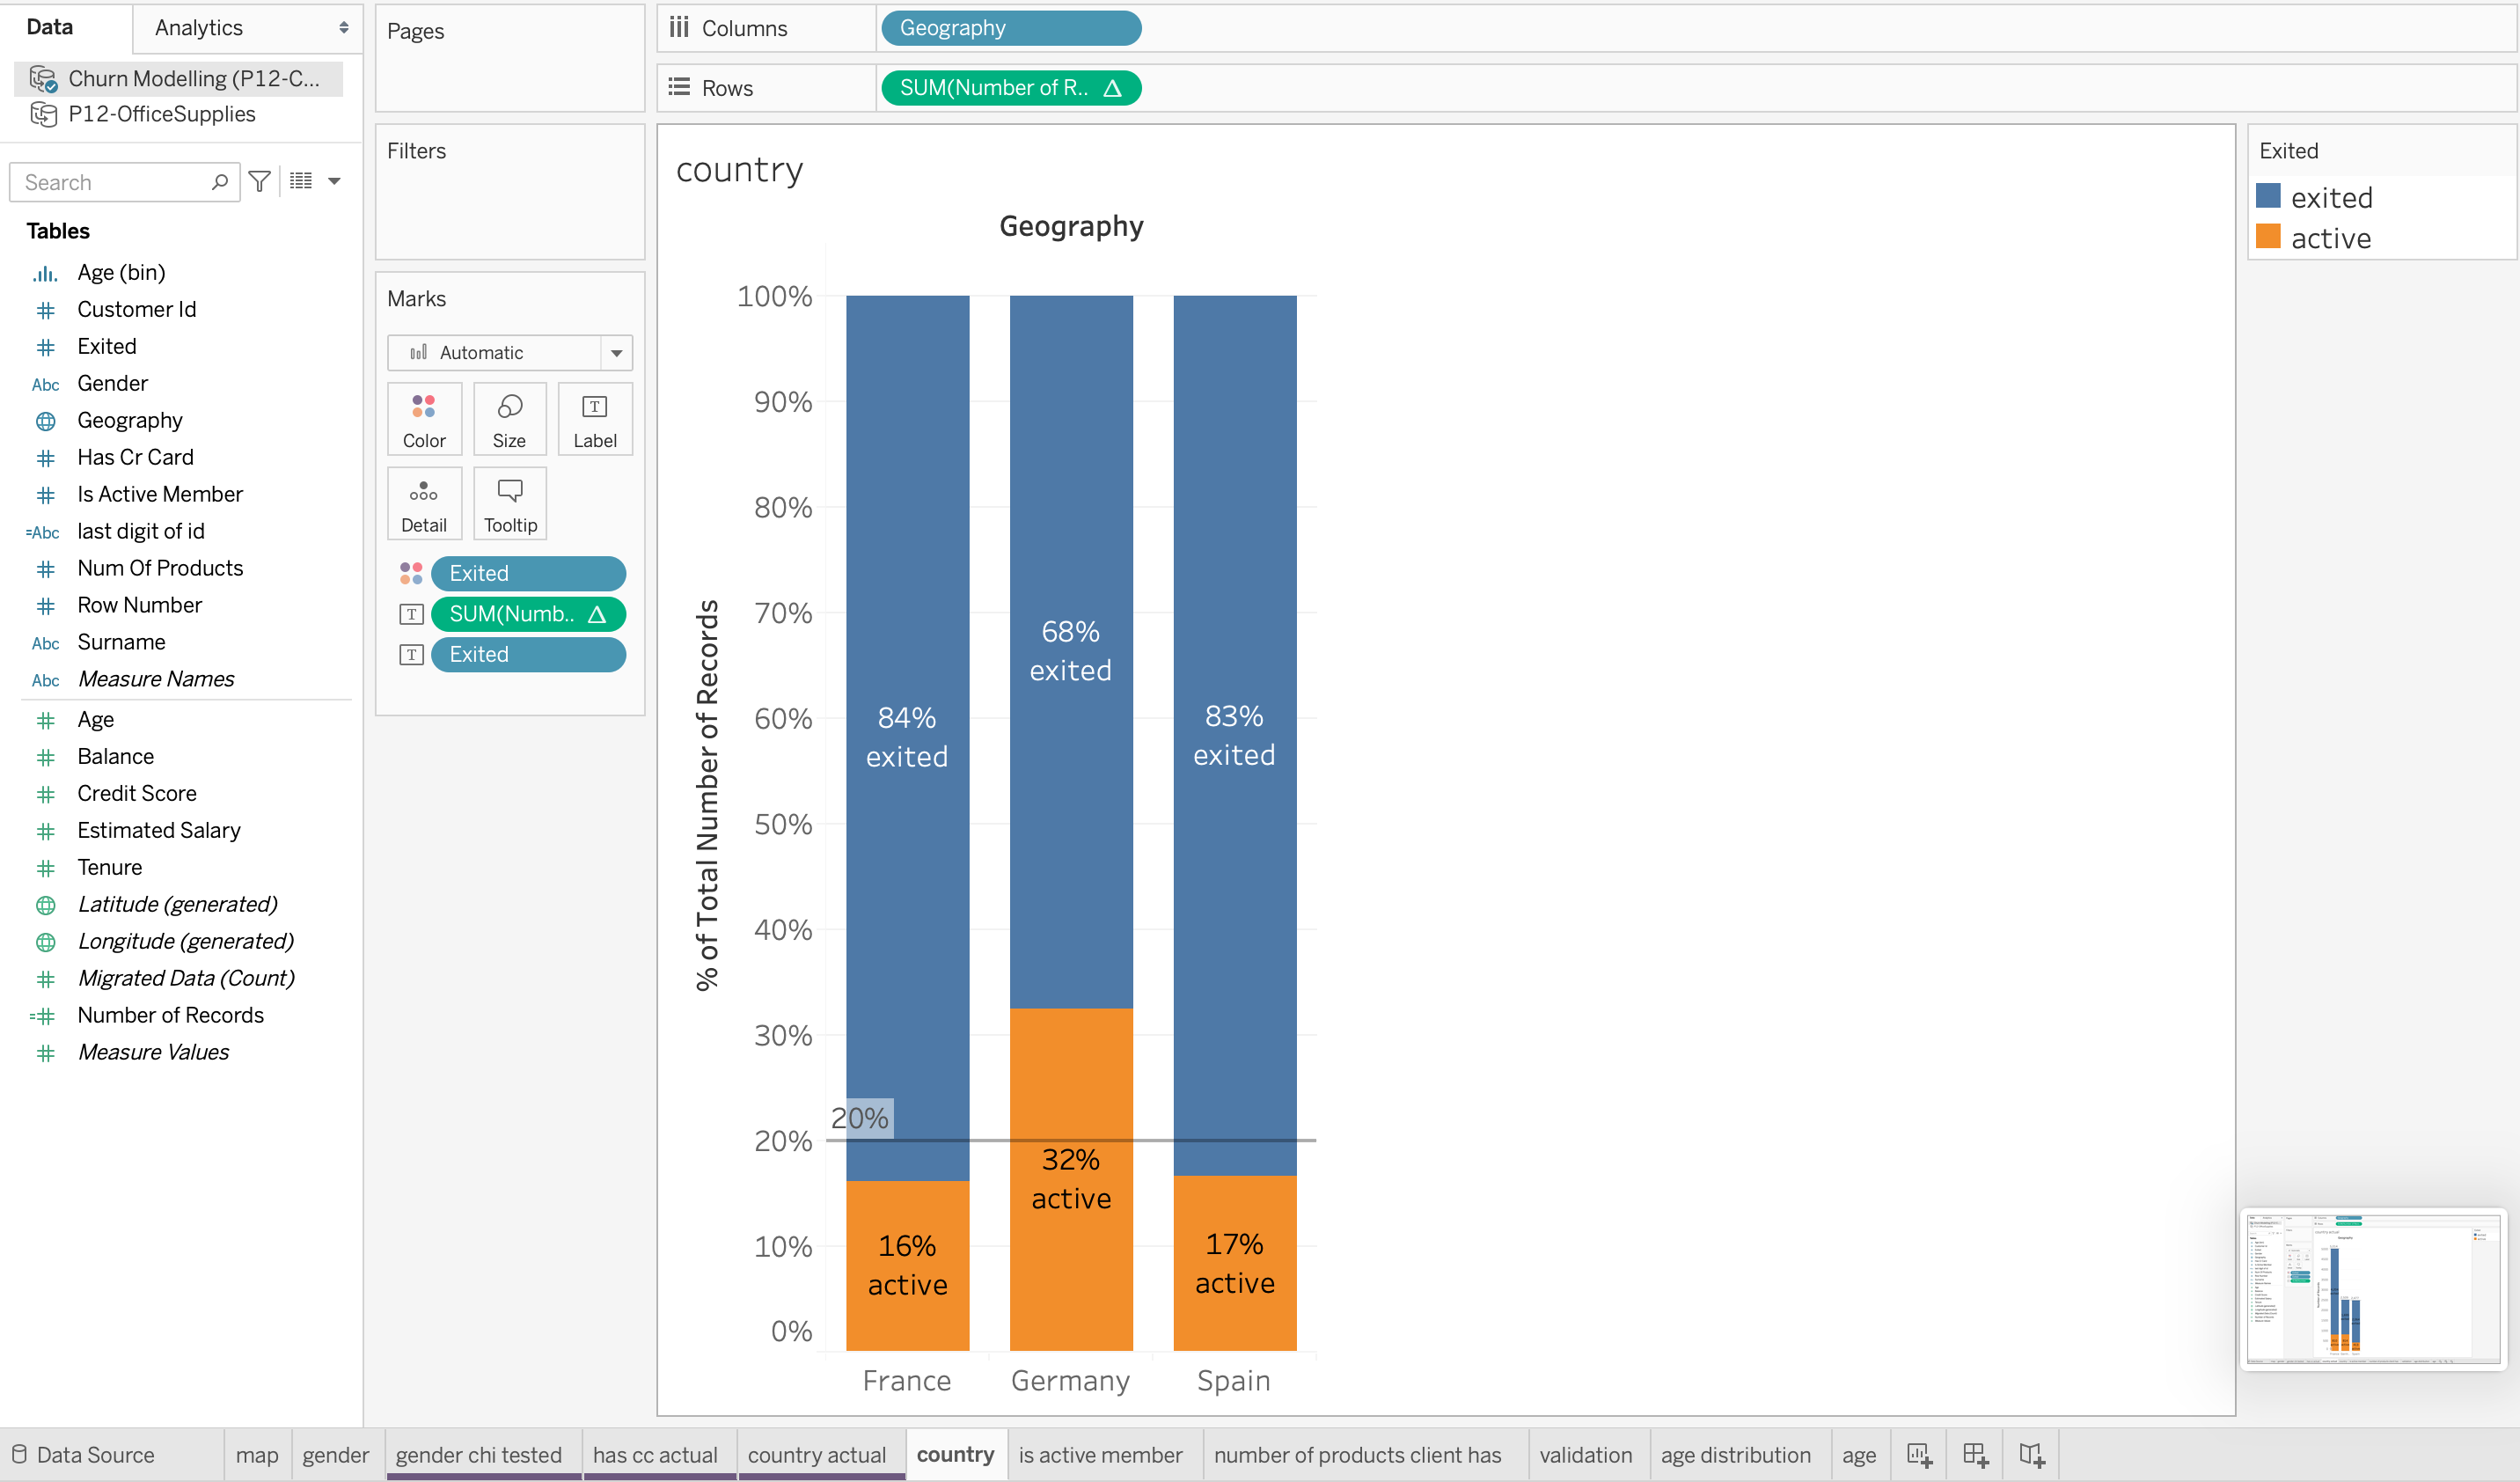 Data
Analytics
Churn Modelling (P12-C...
P12-OfficeSupplies
Search
Tables
Age (bin)
Customer Id
Exited
Abc Gender
Geography
Has Cr Card
Is Active Member
=Abc last digit of id
Num Of Products
Row Number
Abc Surname
Abc Measure Names
Age
Balance
Credit Score
Estimated Salary
Tenure
Latitude (generated)
Longitude (generated)
Migrated Data (Count)
Number of Records
Measure Values
Pages
Filters
Marks
Automatic
Color Size Label
Detail Tooltip
Exited
SUM(Numb..
Exited
Columns Geography
Rows SUM(Number of R..
country
Geography
% of Total Number of Records
100%
90%
80%
70%
60%
50%
40%
30%
20%
10%
0%
84%
exited
68%
exited
83%
exited
20%
16%
active
32%
active
17%
active
France Germany Spain
Exited
exited
active
Data Source map gender gender chi tested has cc actual country actual country is active member number of products client has validation age distribution age